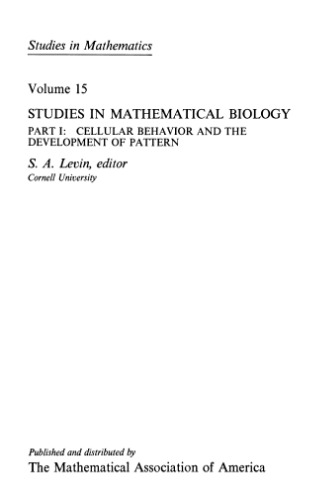 Studies in Mathematics
Volume 15
STUDIES IN MATHEMATICAL BIOLOGY
PART I: CELLULAR BEHAVIOR AND THE
DEVELOPMENT OF PATTERN
S. A. Levin, editor
Cornell University
Published and distributed by
The Mathematical Association of America